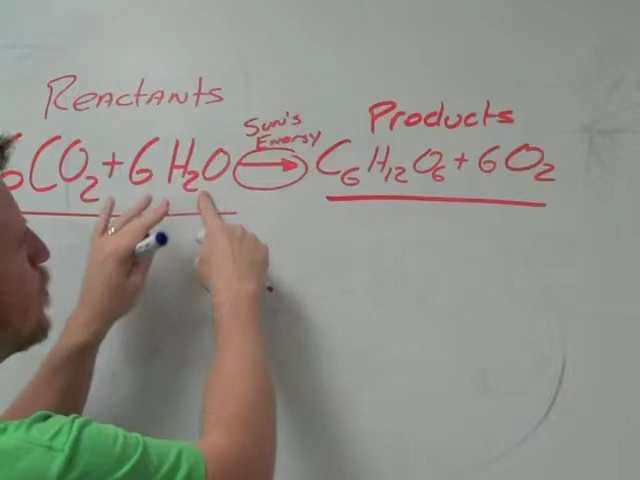 Reactants
Products
Sun's
Energy
6CO2+6H2O → C6H12O6+6O2